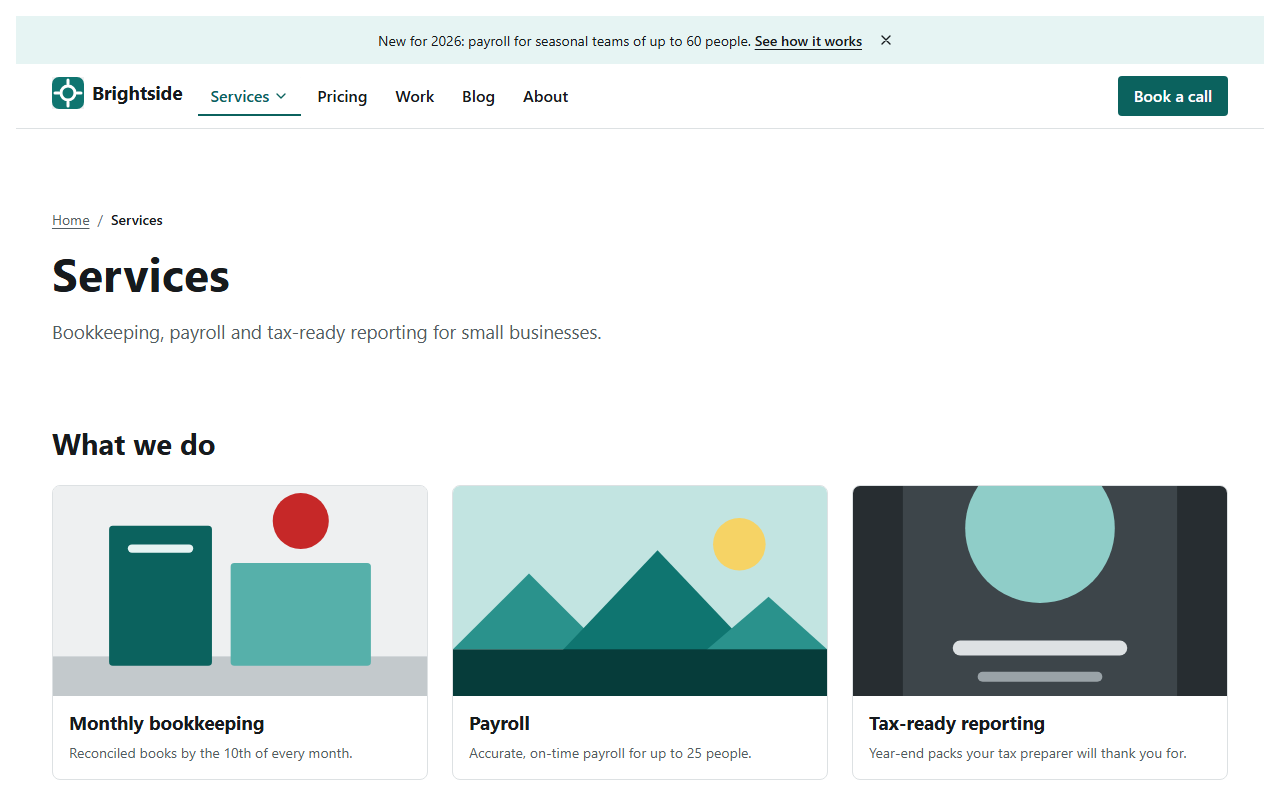 New for 2026: payroll for seasonal teams of up to 60 people. See how it works
Brightside
Services
Pricing
Work
Blog
About
Book a call
Home / Services
Services
Bookkeeping, payroll and tax-ready reporting for small businesses.
What we do
Monthly bookkeeping
Reconciled books by the 10th of every month.
Payroll
Accurate, on-time payroll for up to 25 people.
Tax-ready reporting
Year-end packs your tax preparer will thank you for.